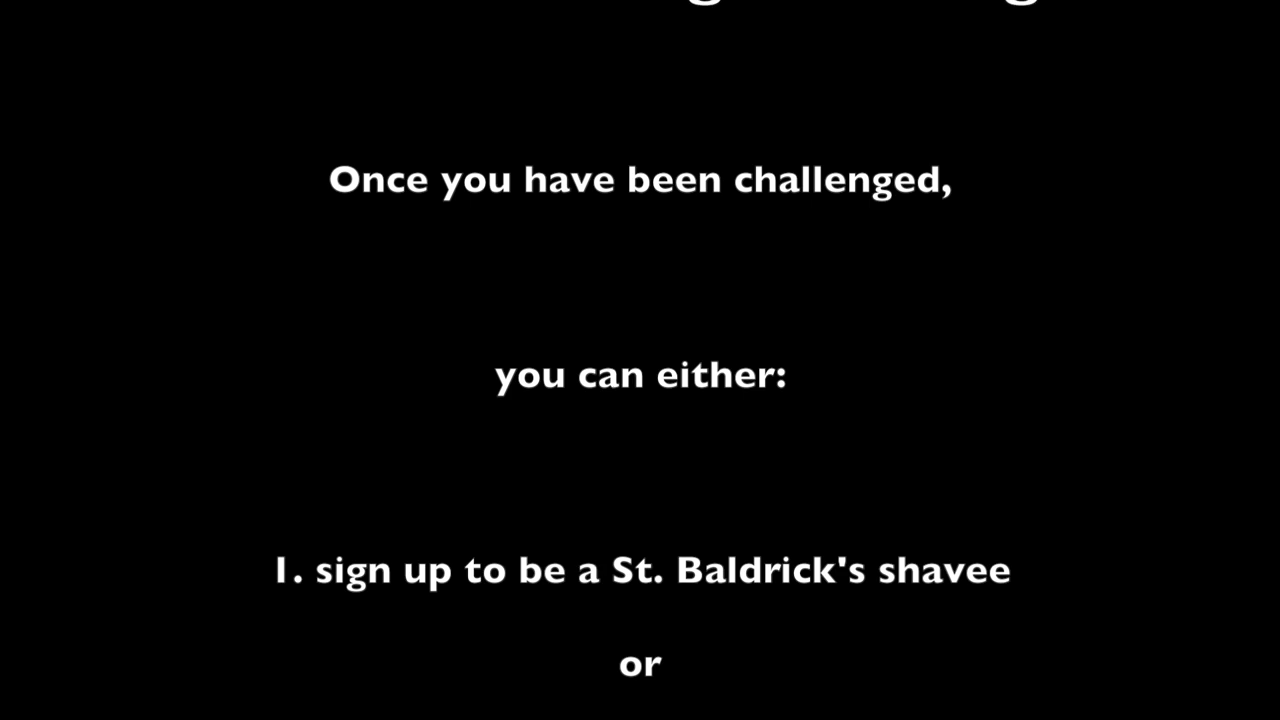 Once you have been challenged,
you can either:
1. sign up to be a St. Baldrick's shavee
or